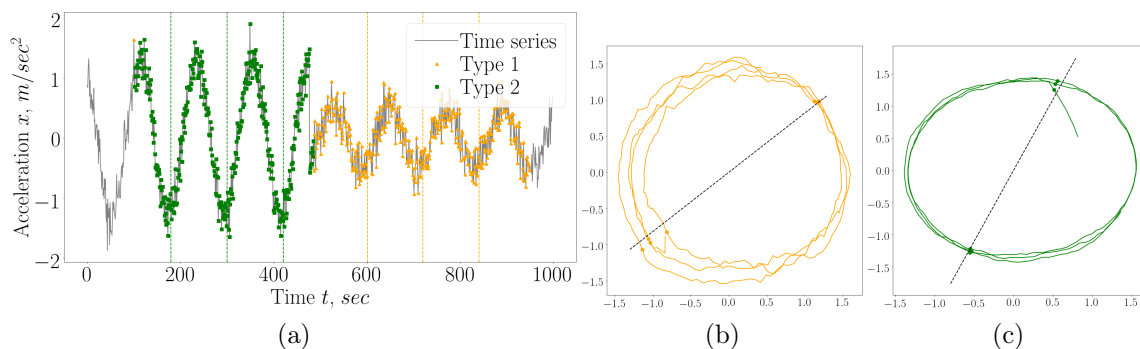 Acceleration x, m/sec²
2
1
0
−1
−2
0
200
400
600
800
1000
Time t, sec
Time series
Type 1
Type 2
(a)
1.5
1.0
0.5
0.0
−0.5
−1.0
−1.5
−1.5 −1.0 −0.5 0.0 0.5 1.0 1.5
(b)
1.5
1.0
0.5
0.0
−0.5
−1.0
−1.5
−1.5 −1.0 −0.5 0.0 0.5 1.0 1.5
(c)